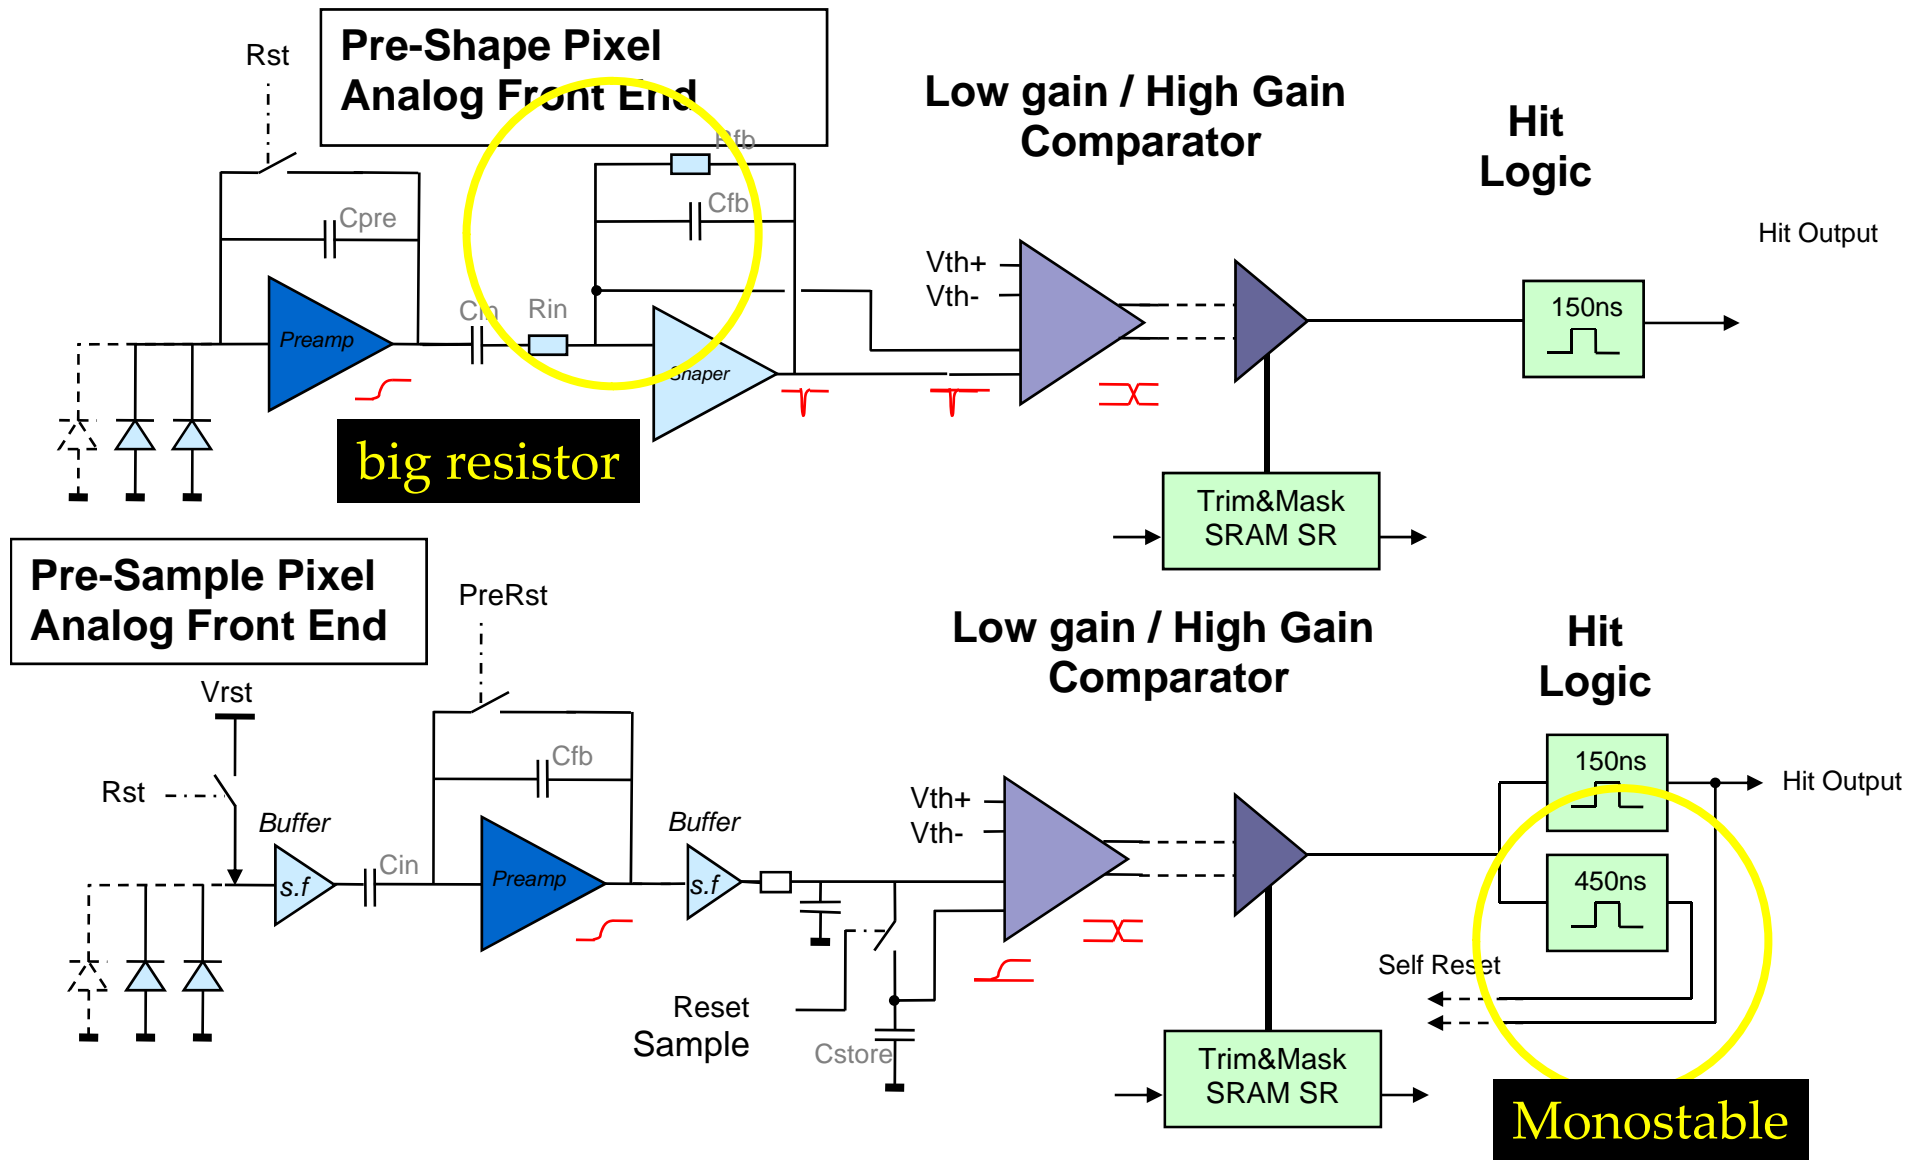 Pre-Shape Pixel
Analog Front End
Rst
Low gain / High Gain
Comparator
Hit
Logic
Rfb
Cpre
Cfb
Hit Output
Vth+
Vth-
Cin
Rin
150ns
Preamp
Shaper
big resistor
Trim&Mask
SRAM SR
Pre-Sample Pixel
Analog Front End
PreRst
Low gain / High Gain
Comparator
Hit
Logic
Vrst
Cfb
150ns
Hit Output
Rst
Vth+
Vth-
Buffer
Buffer
Cin
s.f
Preamp
s.f
450ns
Self Reset
Reset
Sample
Cstore
Trim&Mask
SRAM SR
Monostable